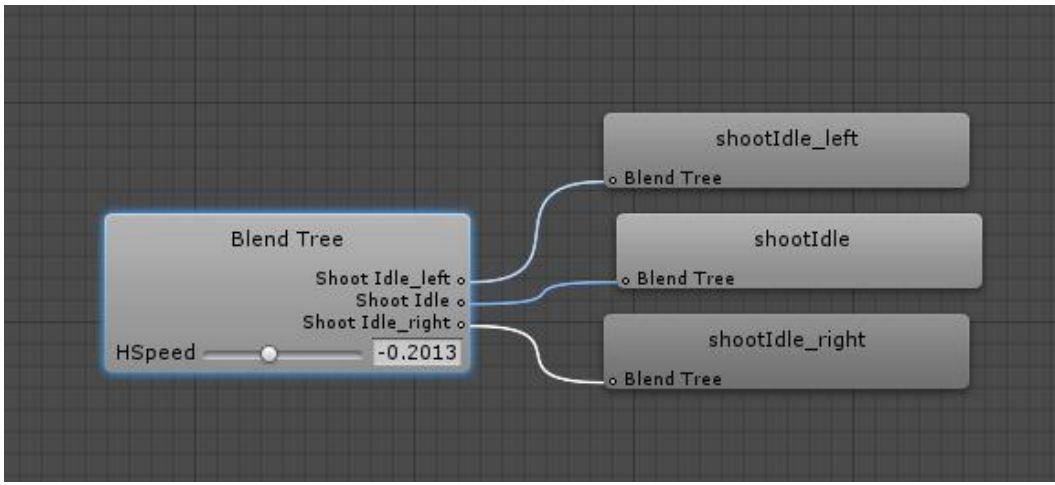 Blend Tree
Shoot Idle_left
Shoot Idle
Shoot Idle_right
HSpeed -0.2013
shootIdle_left
Blend Tree
shootIdle
Blend Tree
shootIdle_right
Blend Tree